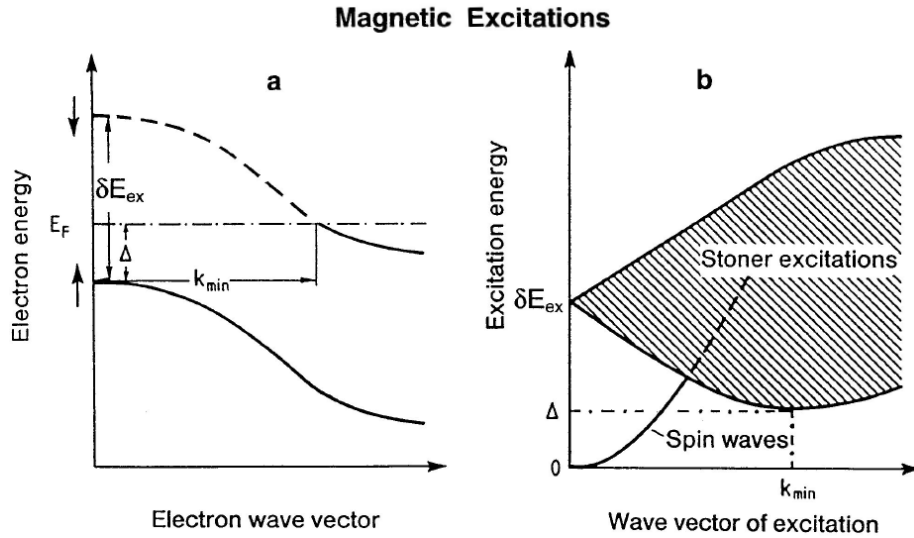 Magnetic Excitations
a
δE_ex
E_F
Δ
k_min
Electron energy
Electron wave vector
b
Stoner excitations
δE_ex
Δ
Spin waves
0
k_min
Excitation energy
Wave vector of excitation